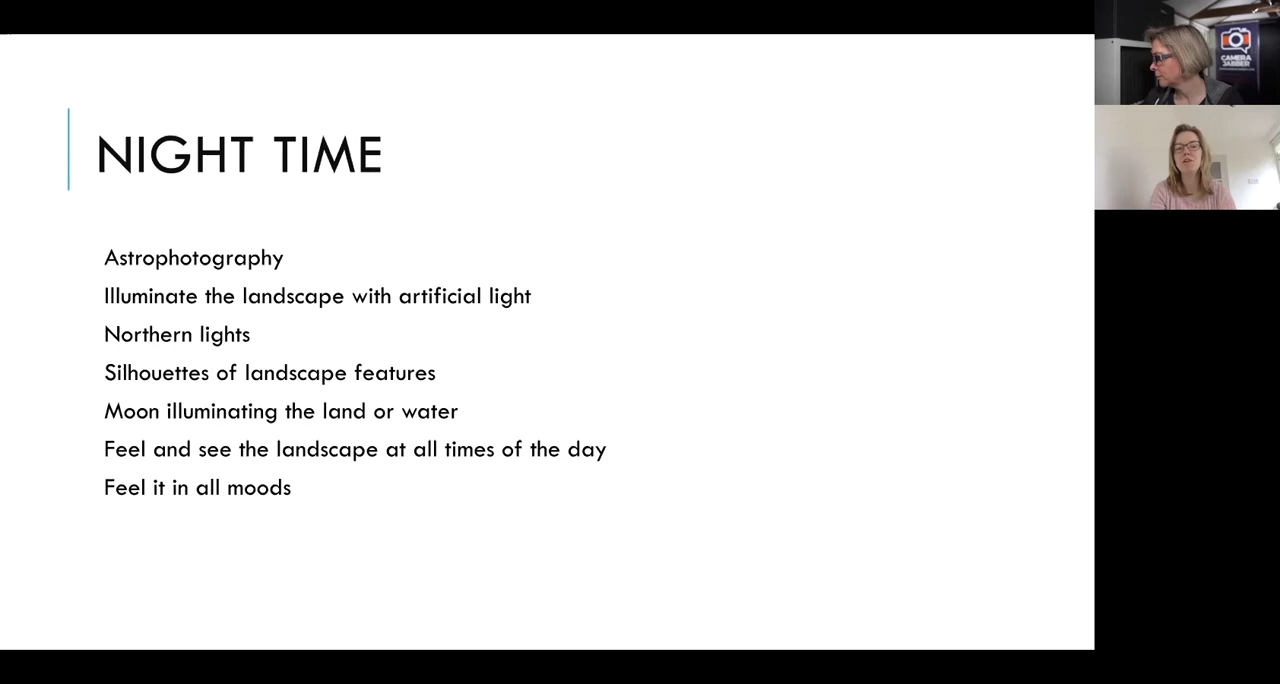 NIGHT TIME
Astrophotography
Illuminate the landscape with artificial light
Northern lights
Silhouettes of landscape features
Moon illuminating the land or water
Feel and see the landscape at all times of the day
Feel it in all moods
CAMERA
JABBER